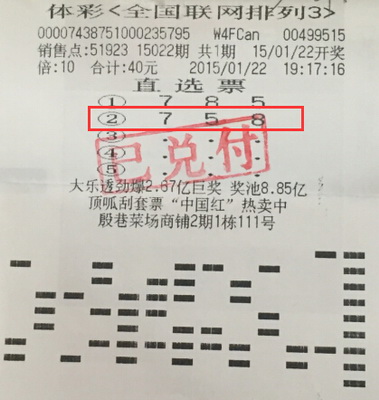 体彩<全国联网排列3>
00007438751000235795 W4FCan 00499515
销售点:51923 15022期 共1期 15/01/22开奖
倍:10 合计:40元 2015/01/22 19:17:16
直选票
① 7 8 5
② 7 5 8
③ . . .
④ . . .
⑤ . . .
已兑付
大乐透劲爆2.67亿巨奖 奖池8.85亿
顶呱刮套票“中国红”热卖中
殷巷菜场商铺2期1栋111号